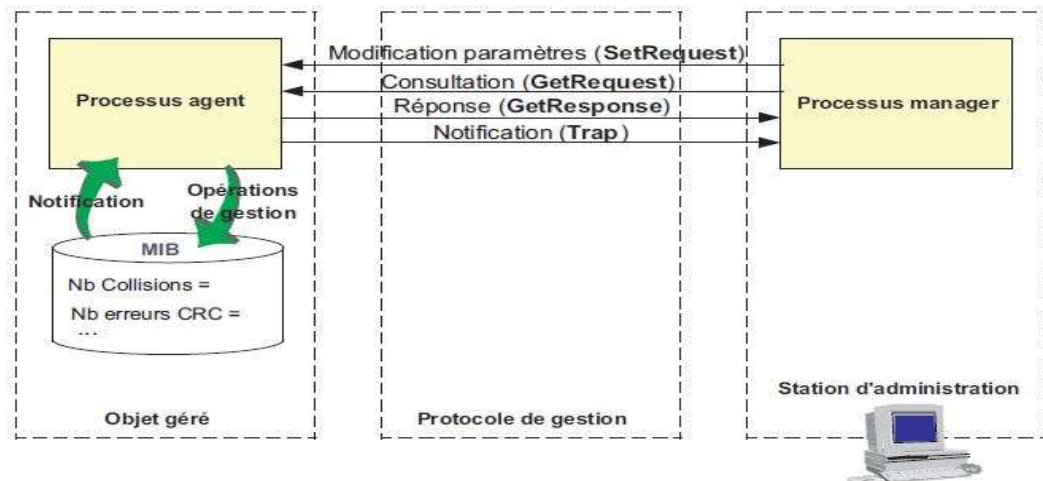 Modification paramètres (SetRequest)
Consultation (GetRequest)
Réponse (GetResponse)
Notification (Trap)
Processus agent
Processus manager
Notification
Opérations
de gestion
MIB
Nb Collisions =
Nb erreurs CRC =
...
Objet géré
Protocole de gestion
Station d'administration